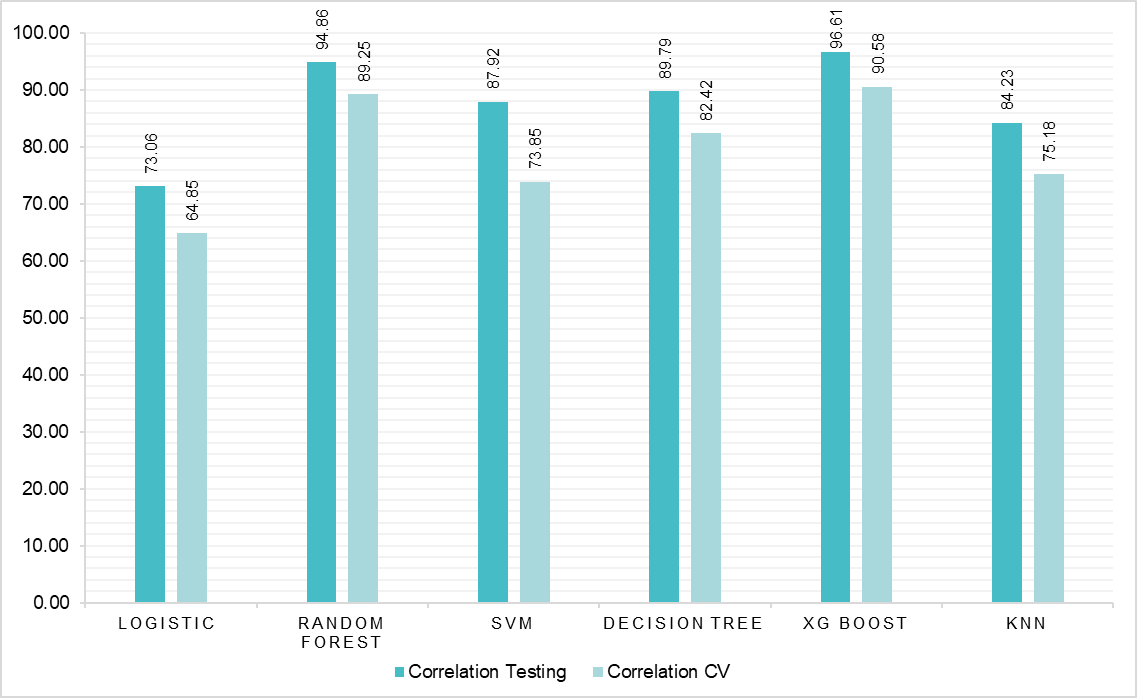 100.00
90.00
80.00
70.00
60.00
50.00
40.00
30.00
20.00
10.00
0.00
73.06
64.85
94.86
89.25
87.92
73.85
89.79
82.42
96.61
90.58
84.23
75.18
LOGISTIC
RANDOM
FOREST
SVM
DECISION TREE
XG BOOST
KNN
Correlation Testing
Correlation CV